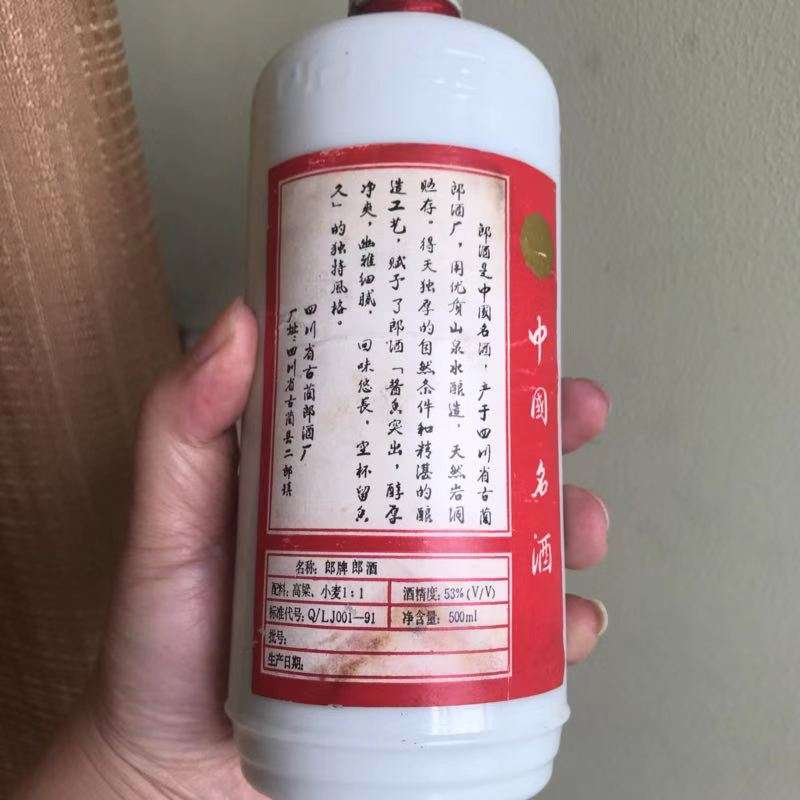 中國名酒
郎酒是中國名酒，产于四川省古蔺
郎酒厂，用优質山泉水酿造，天然岩洞
贮存。得天独厚的自然条件和精湛的酿
造工艺，赋予了郎酒「酱香突出，醇厚
净爽，幽雅细腻，回味悠長，空杯留香
久」的独特風格。
四川省古蔺郎酒厂
厂址：四川省古蔺县二郎镇
名称：郎牌郎酒
配料：高粱、小麦1：1 酒精度：53%(V/V)
标准代号：Q/LJ001—91 净含量：500ml
批号：
生产日期：